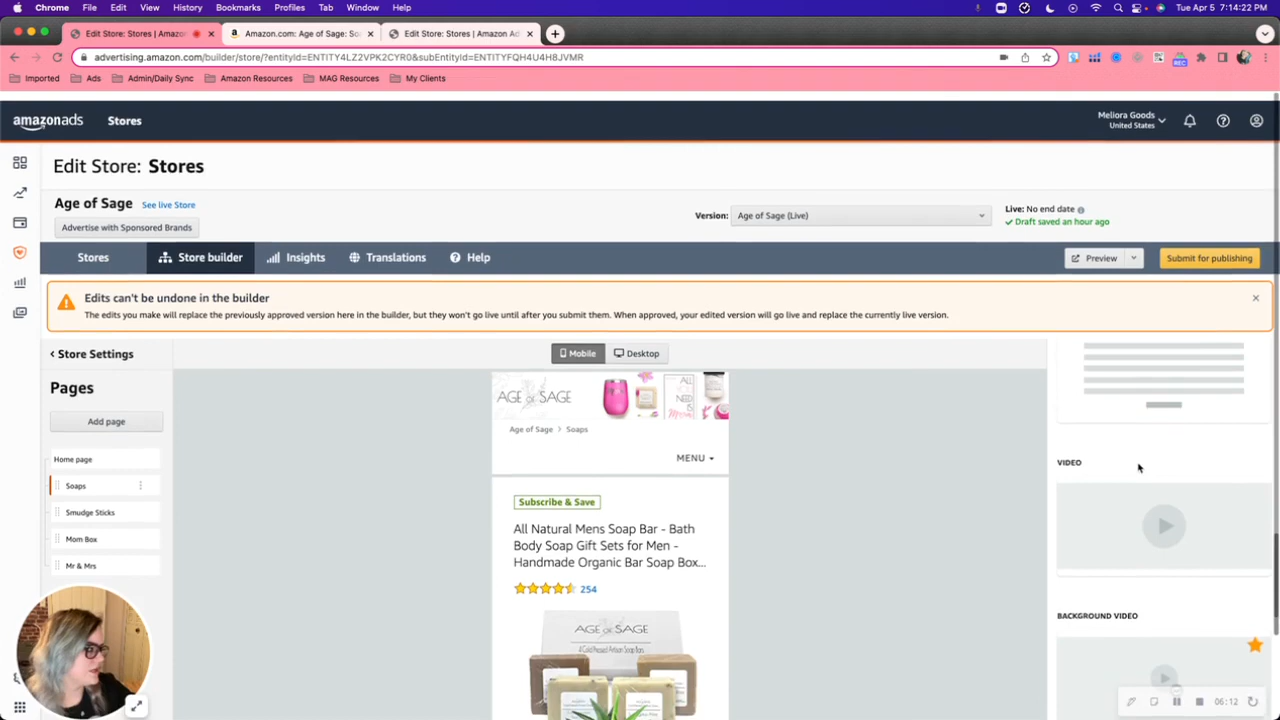 Chrome File Edit View History Bookmarks Profiles Tab Window Help
Tue Apr 5 7:14:22 PM
Edit Store: Stores | Amazon
Amazon.com: Age of Sage: So
Edit Store: Stores | Amazon Ad
advertising.amazon.com/builder/store/?entityId=ENTITY4LZ2VPK2CYR0&subEntityId=ENTITYFQH4U4H8JVMR
REC
Imported Ads Admin/Daily Sync Amazon Resources MAG Resources My Clients
amazonads Stores
Meliora Goods
United States
Edit Store: Stores
Age of Sage See live Store
Advertise with Sponsored Brands
Version: Age of Sage (Live)
Live: No end date
Draft saved an hour ago
Stores Store builder Insights Translations Help
Preview Submit for publishing
Edits can't be undone in the builder
The edits you make will replace the previously approved version here in the builder, but they won't go live until after you submit them. When approved, your edited version will go live and replace the currently live version.
Store Settings
Mobile Desktop
Pages
Add page
Home page
Soaps
Smudge Sticks
Mom Box
Mr & Mrs
AGE OF SAGE
Age of Sage > Soaps
MENU
Subscribe & Save
All Natural Mens Soap Bar - Bath
Body Soap Gift Sets for Men -
Handmade Organic Bar Soap Box...
254
AGE OF SAGE
VIDEO
BACKGROUND VIDEO
06:12